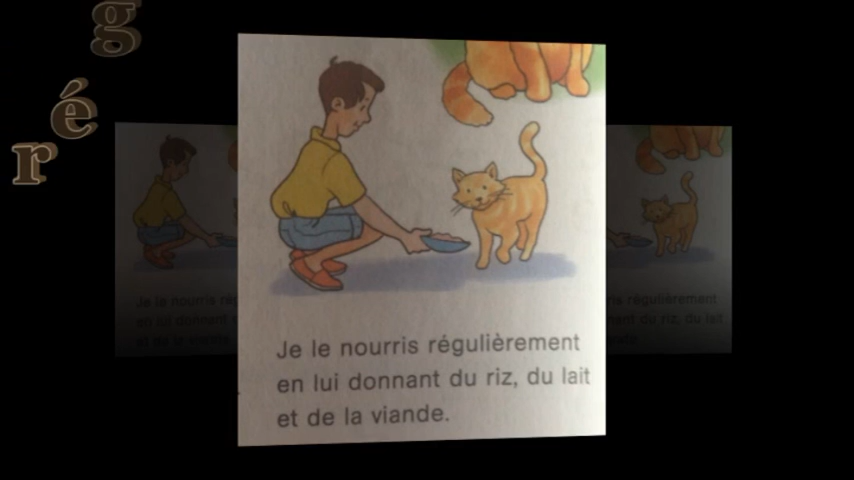 g
é
r
Je le nourris régulièrement
en lui donnant du riz, du lait
et de la viande.